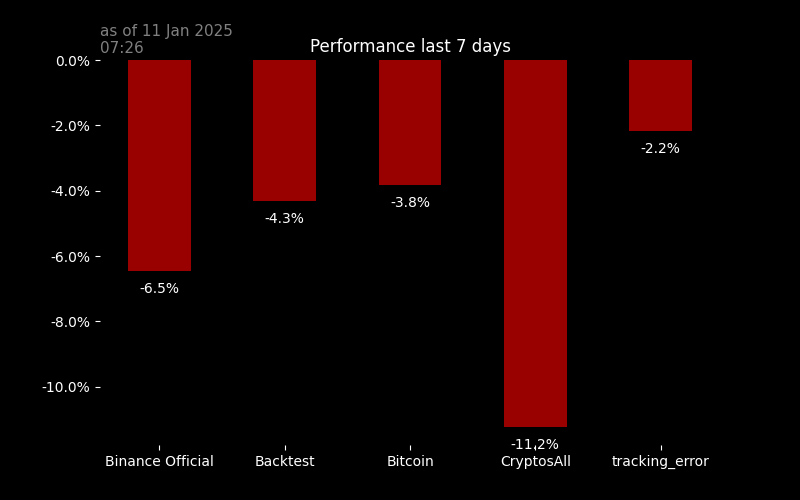 as of 11 Jan 2025
07:26
Performance last 7 days
0.0%
-2.0%
-4.0%
-6.0%
-8.0%
-10.0%
-6.5%
-4.3%
-3.8%
-11.2%
-2.2%
Binance Official
Backtest
Bitcoin
CryptosAll
tracking_error